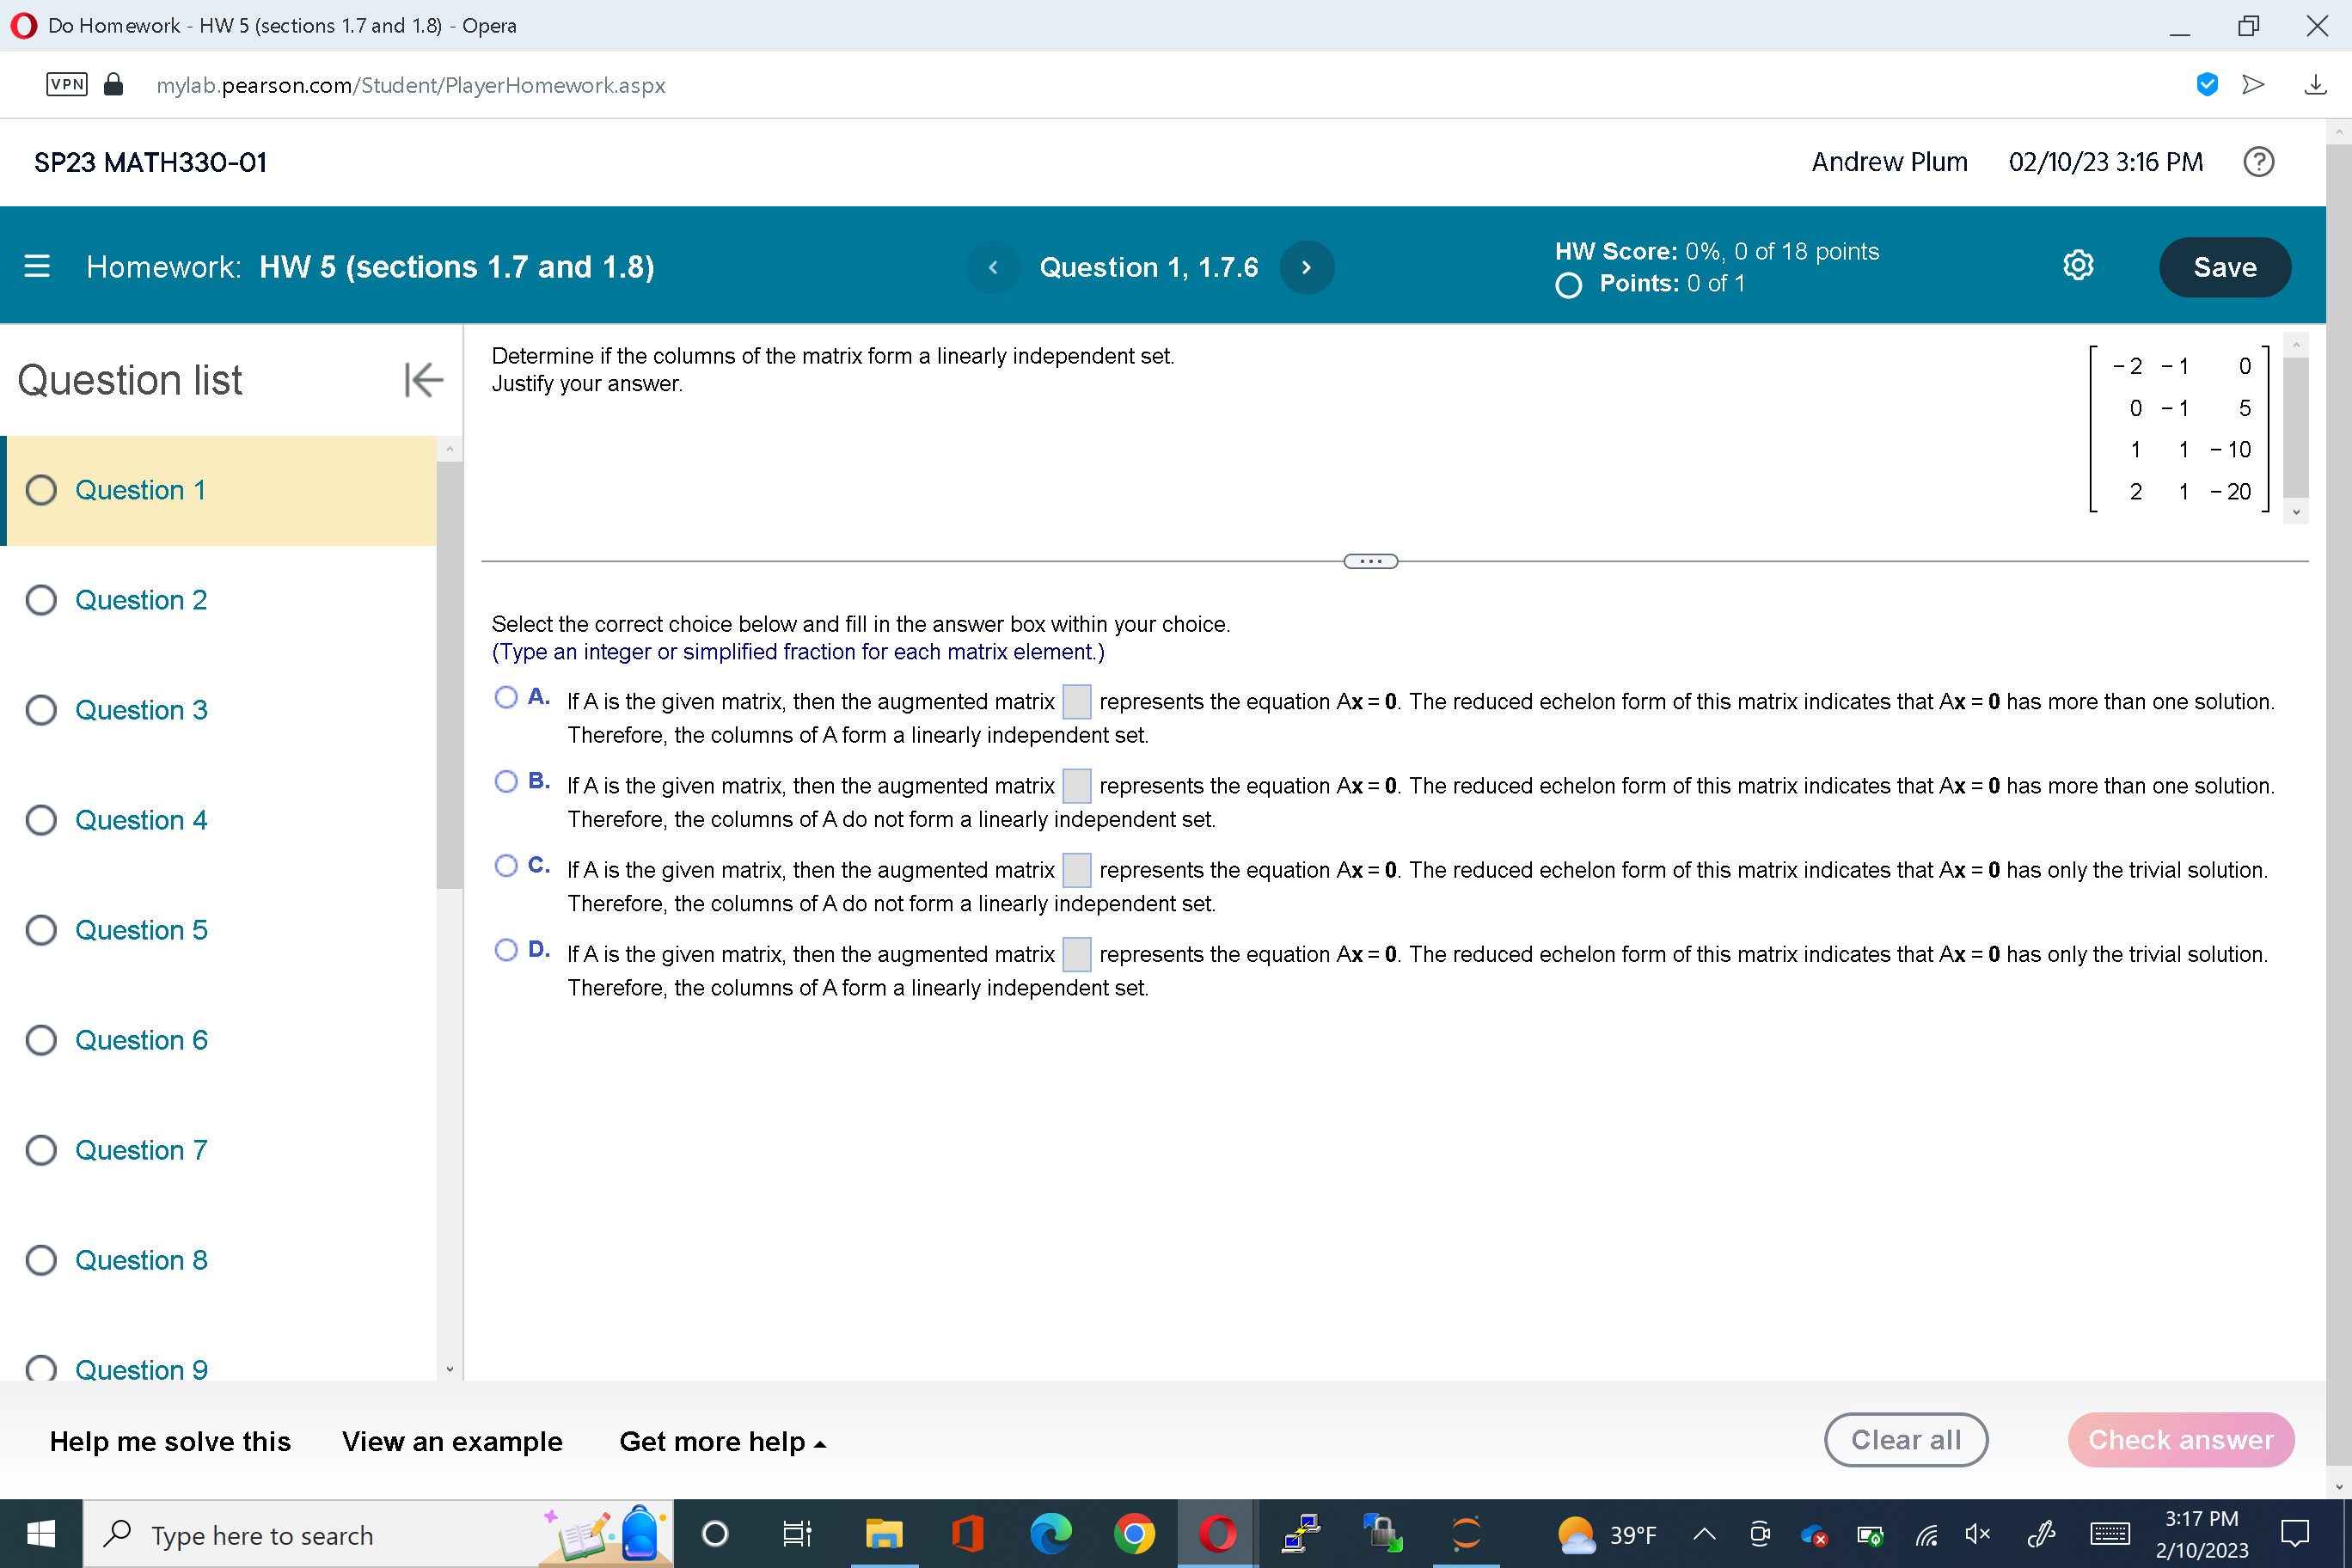 Do Homework - HW 5 (sections 1.7 and 1.8) - Opera
VPN
mylab.pearson.com/Student/PlayerHomework.aspx
SP23 MATH330-01
Andrew Plum
02/10/23 3:16 PM
?
Homework: HW 5 (sections 1.7 and 1.8)
Question 1, 1.7.6
HW Score: 0%, 0 of 18 points
Points: 0 of 1
Save
Question list
Question 1
Question 2
Question 3
Question 4
Question 5
Question 6
Question 7
Question 8
Question 9
Determine if the columns of the matrix form a linearly independent set.
Justify your answer.
-2 -1 0
0 -1 5
1 1 -10
2 1 -20
Select the correct choice below and fill in the answer box within your choice.
(Type an integer or simplified fraction for each matrix element.)
A. If A is the given matrix, then the augmented matrix represents the equation Ax = 0. The reduced echelon form of this matrix indicates that Ax = 0 has more than one solution.
Therefore, the columns of A form a linearly independent set.
B. If A is the given matrix, then the augmented matrix represents the equation Ax = 0. The reduced echelon form of this matrix indicates that Ax = 0 has more than one solution.
Therefore, the columns of A do not form a linearly independent set.
C. If A is the given matrix, then the augmented matrix represents the equation Ax = 0. The reduced echelon form of this matrix indicates that Ax = 0 has only the trivial solution.
Therefore, the columns of A do not form a linearly independent set.
D. If A is the given matrix, then the augmented matrix represents the equation Ax = 0. The reduced echelon form of this matrix indicates that Ax = 0 has only the trivial solution.
Therefore, the columns of A form a linearly independent set.
Help me solve this
View an example
Get more help
Clear all
Check answer
Type here to search
39°F
3:17 PM
2/10/2023